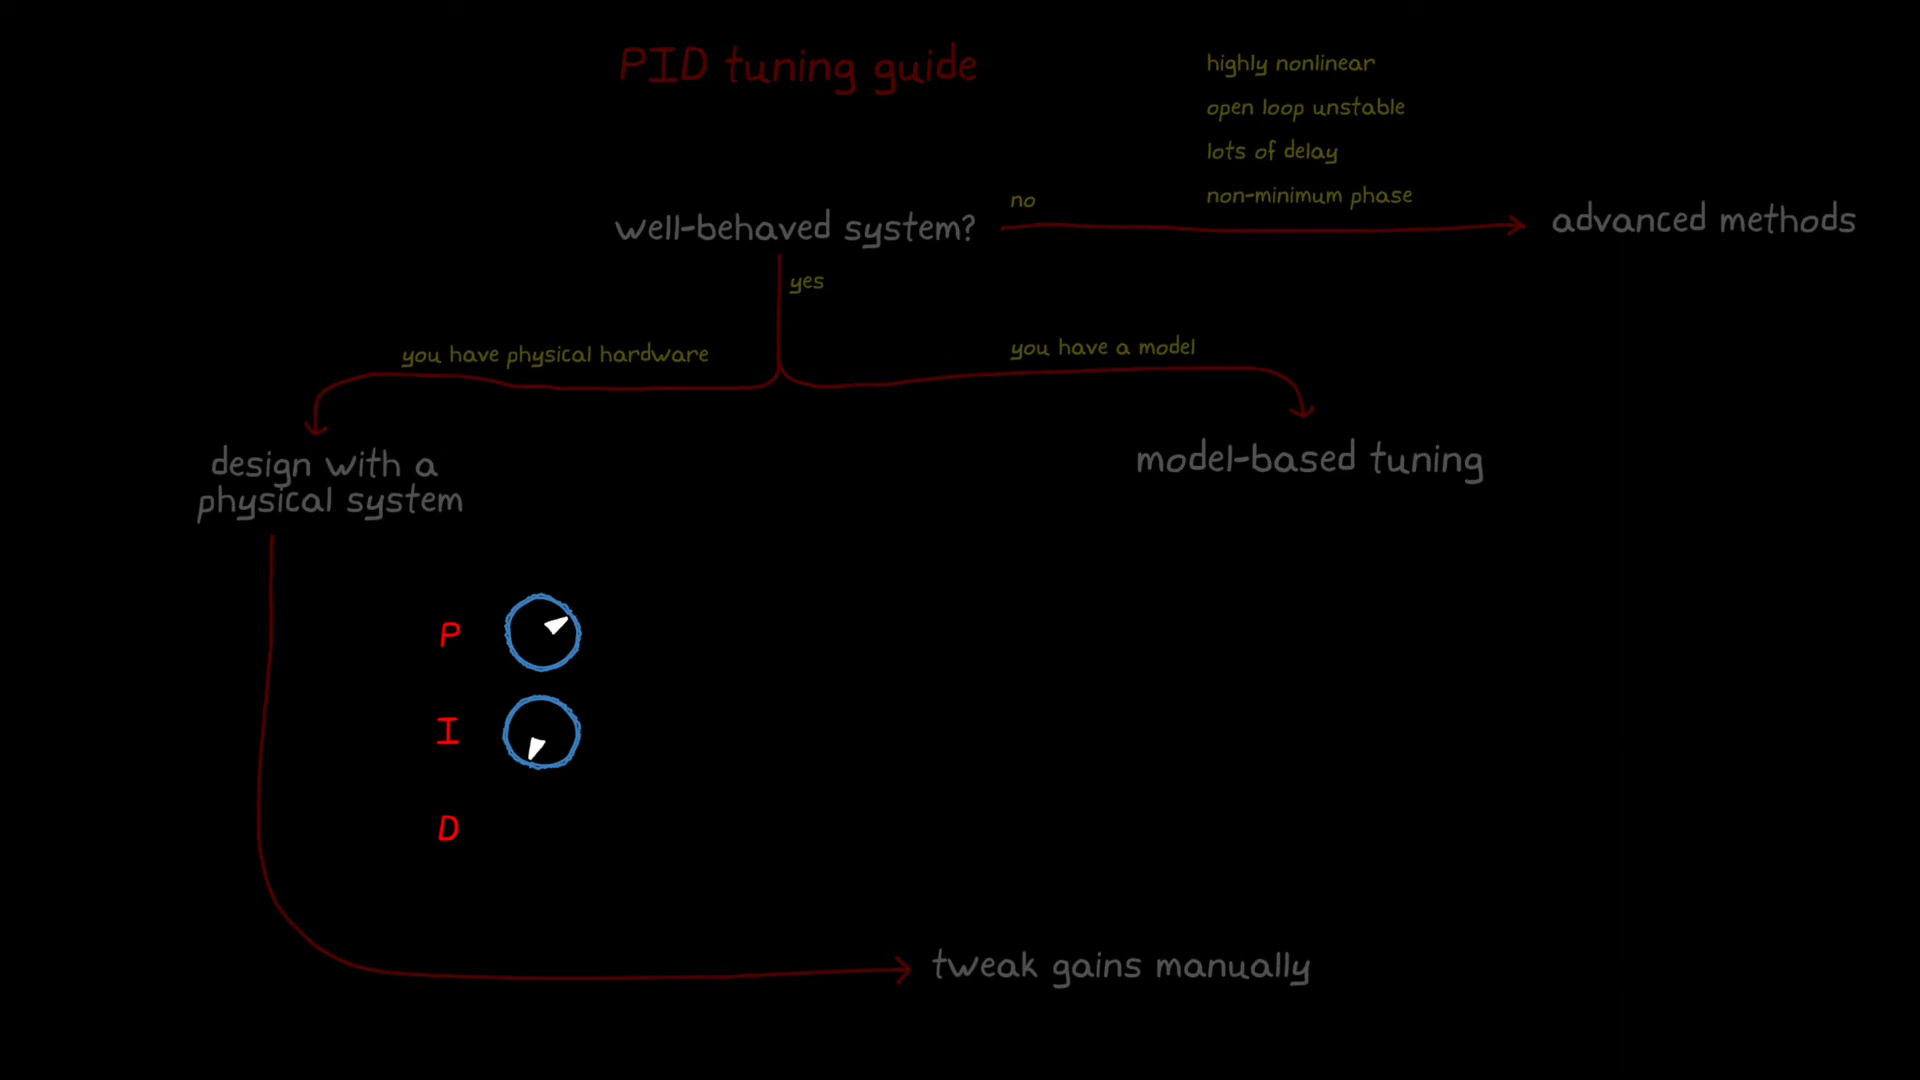 PID tuning guide
highly nonlinear
open loop unstable
lots of delay
non-minimum phase
no
well-behaved system?
advanced methods
yes
you have physical hardware
you have a model
design with a
physical system
model-based tuning
P
I
D
tweak gains manually